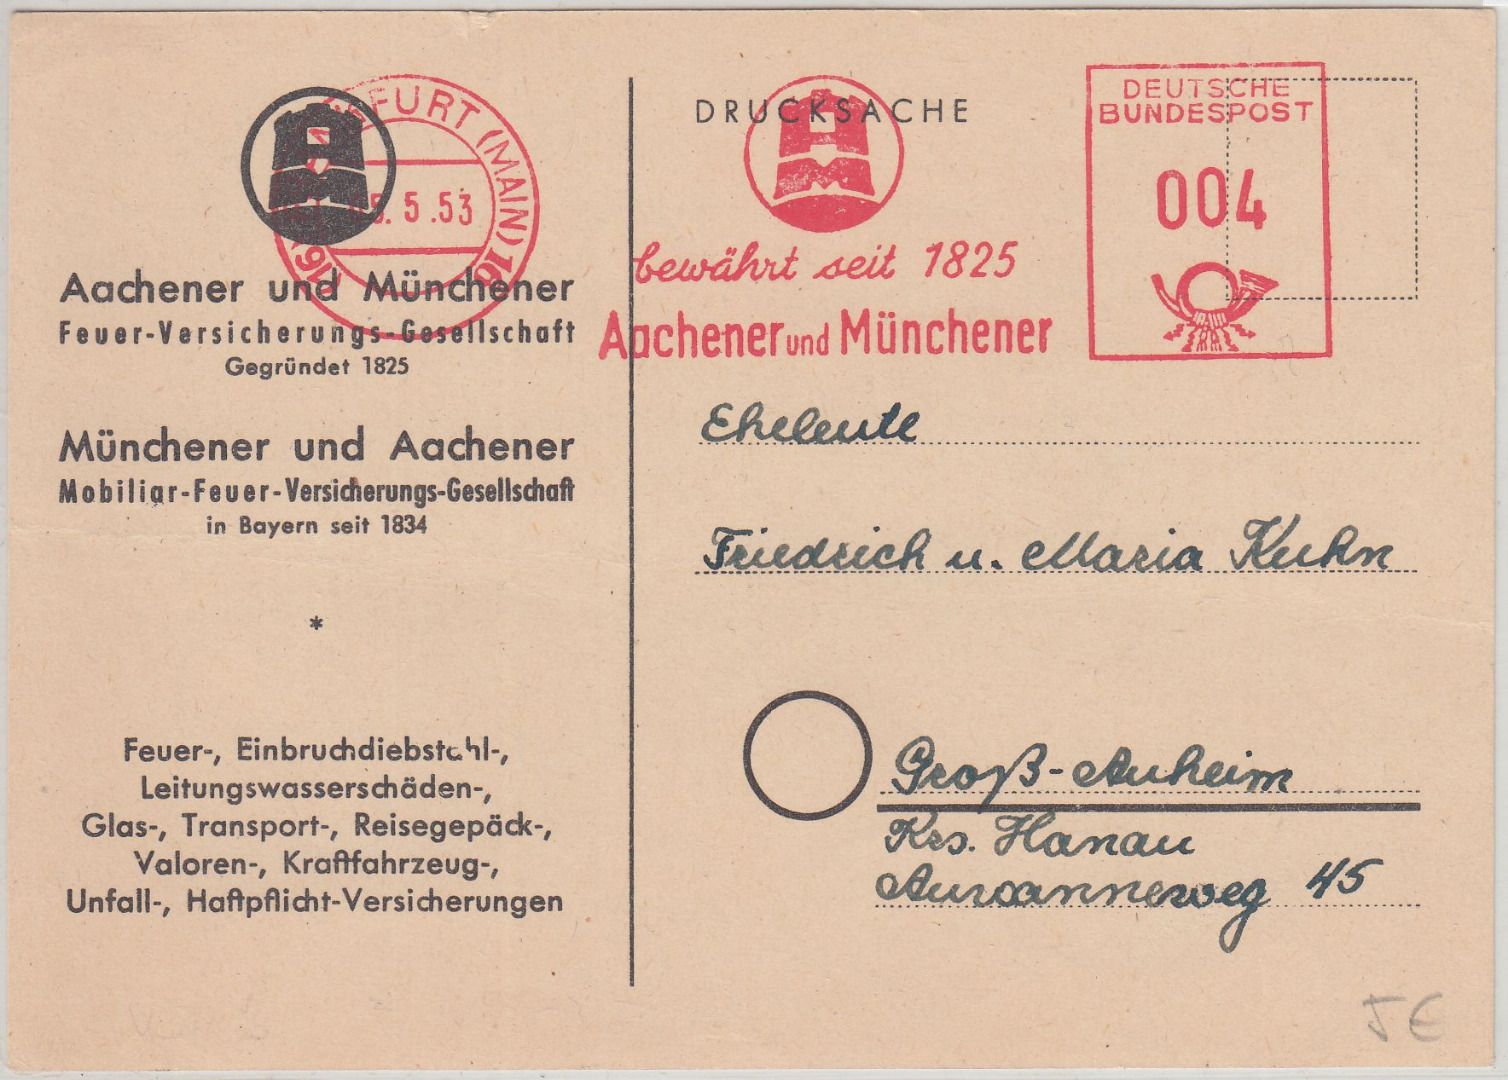 FURT (MAIN) 16
5. 5.53
Aachener und Münchener
Feuer-Versicherungs-Gesellschaft
Gegründet 1825
Münchener und Aachener
Mobiliar-Feuer-Versicherungs-Gesellschaft
in Bayern seit 1834
*
Feuer-, Einbruchdiebstahl-,
Leitungswasserschäden-,
Glas-, Transport-, Reisegepäck-,
Valoren-, Kraftfahrzeug-,
Unfall-, Haftpflicht-Versicherungen
DRUCKSACHE
bewährt seit 1825
Aachener und Münchener
DEUTSCHE
BUNDESPOST
004
Eheleute
Friedrich u. Maria Kuhn
Groß-Auheim
Krs. Hanau
45
5 €